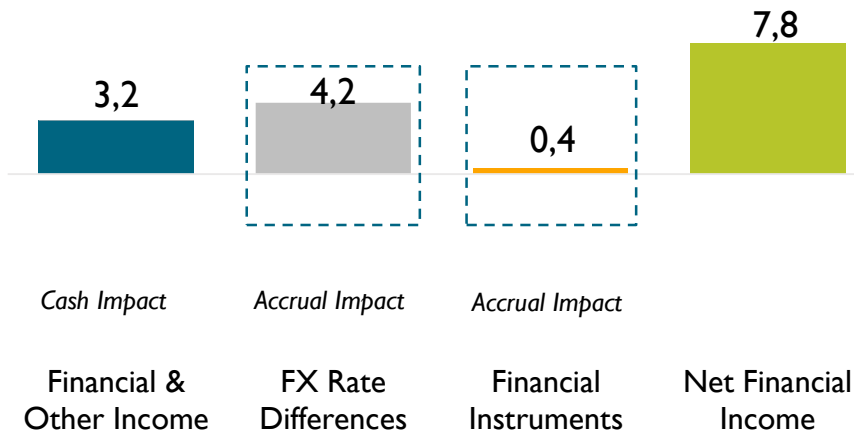 7,8
3,2
4,2
0,4
Cash Impact
Accrual Impact
Accrual Impact
Financial &
Other Income
FX Rate
Differences
Financial
Instruments
Net Financial
Income